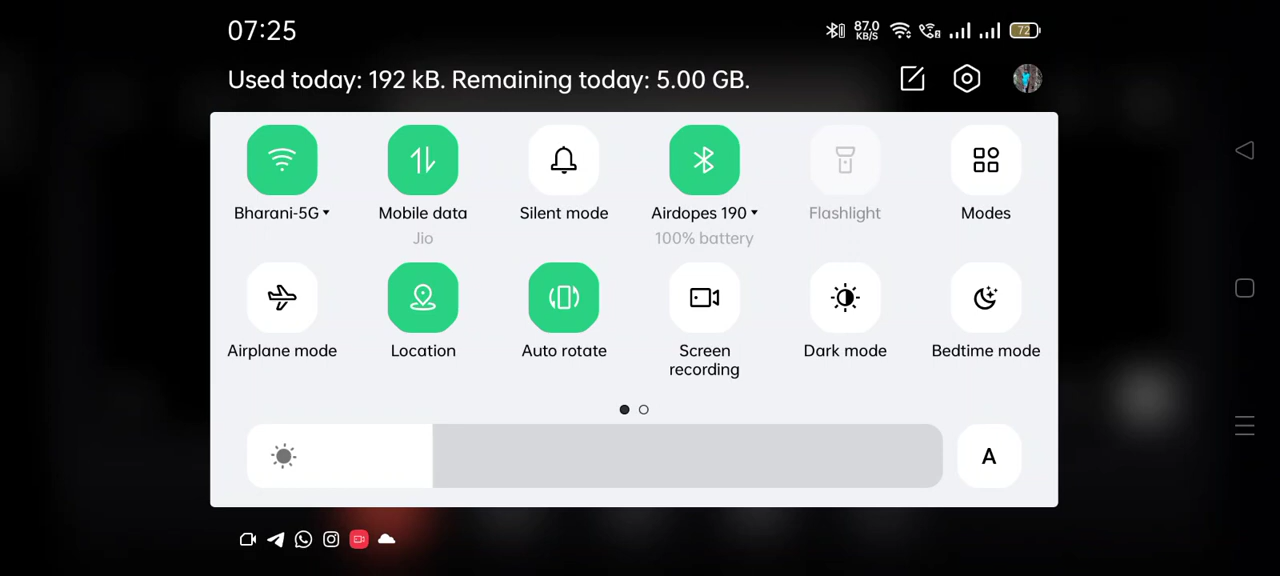 07:25
87.0
KB/S
72
Used today: 192 kB. Remaining today: 5.00 GB.
Bharani-5G
Mobile data
Jio
Silent mode
Airdopes 190
100% battery
Flashlight
Modes
Airplane mode
Location
Auto rotate
Screen
recording
Dark mode
Bedtime mode
A